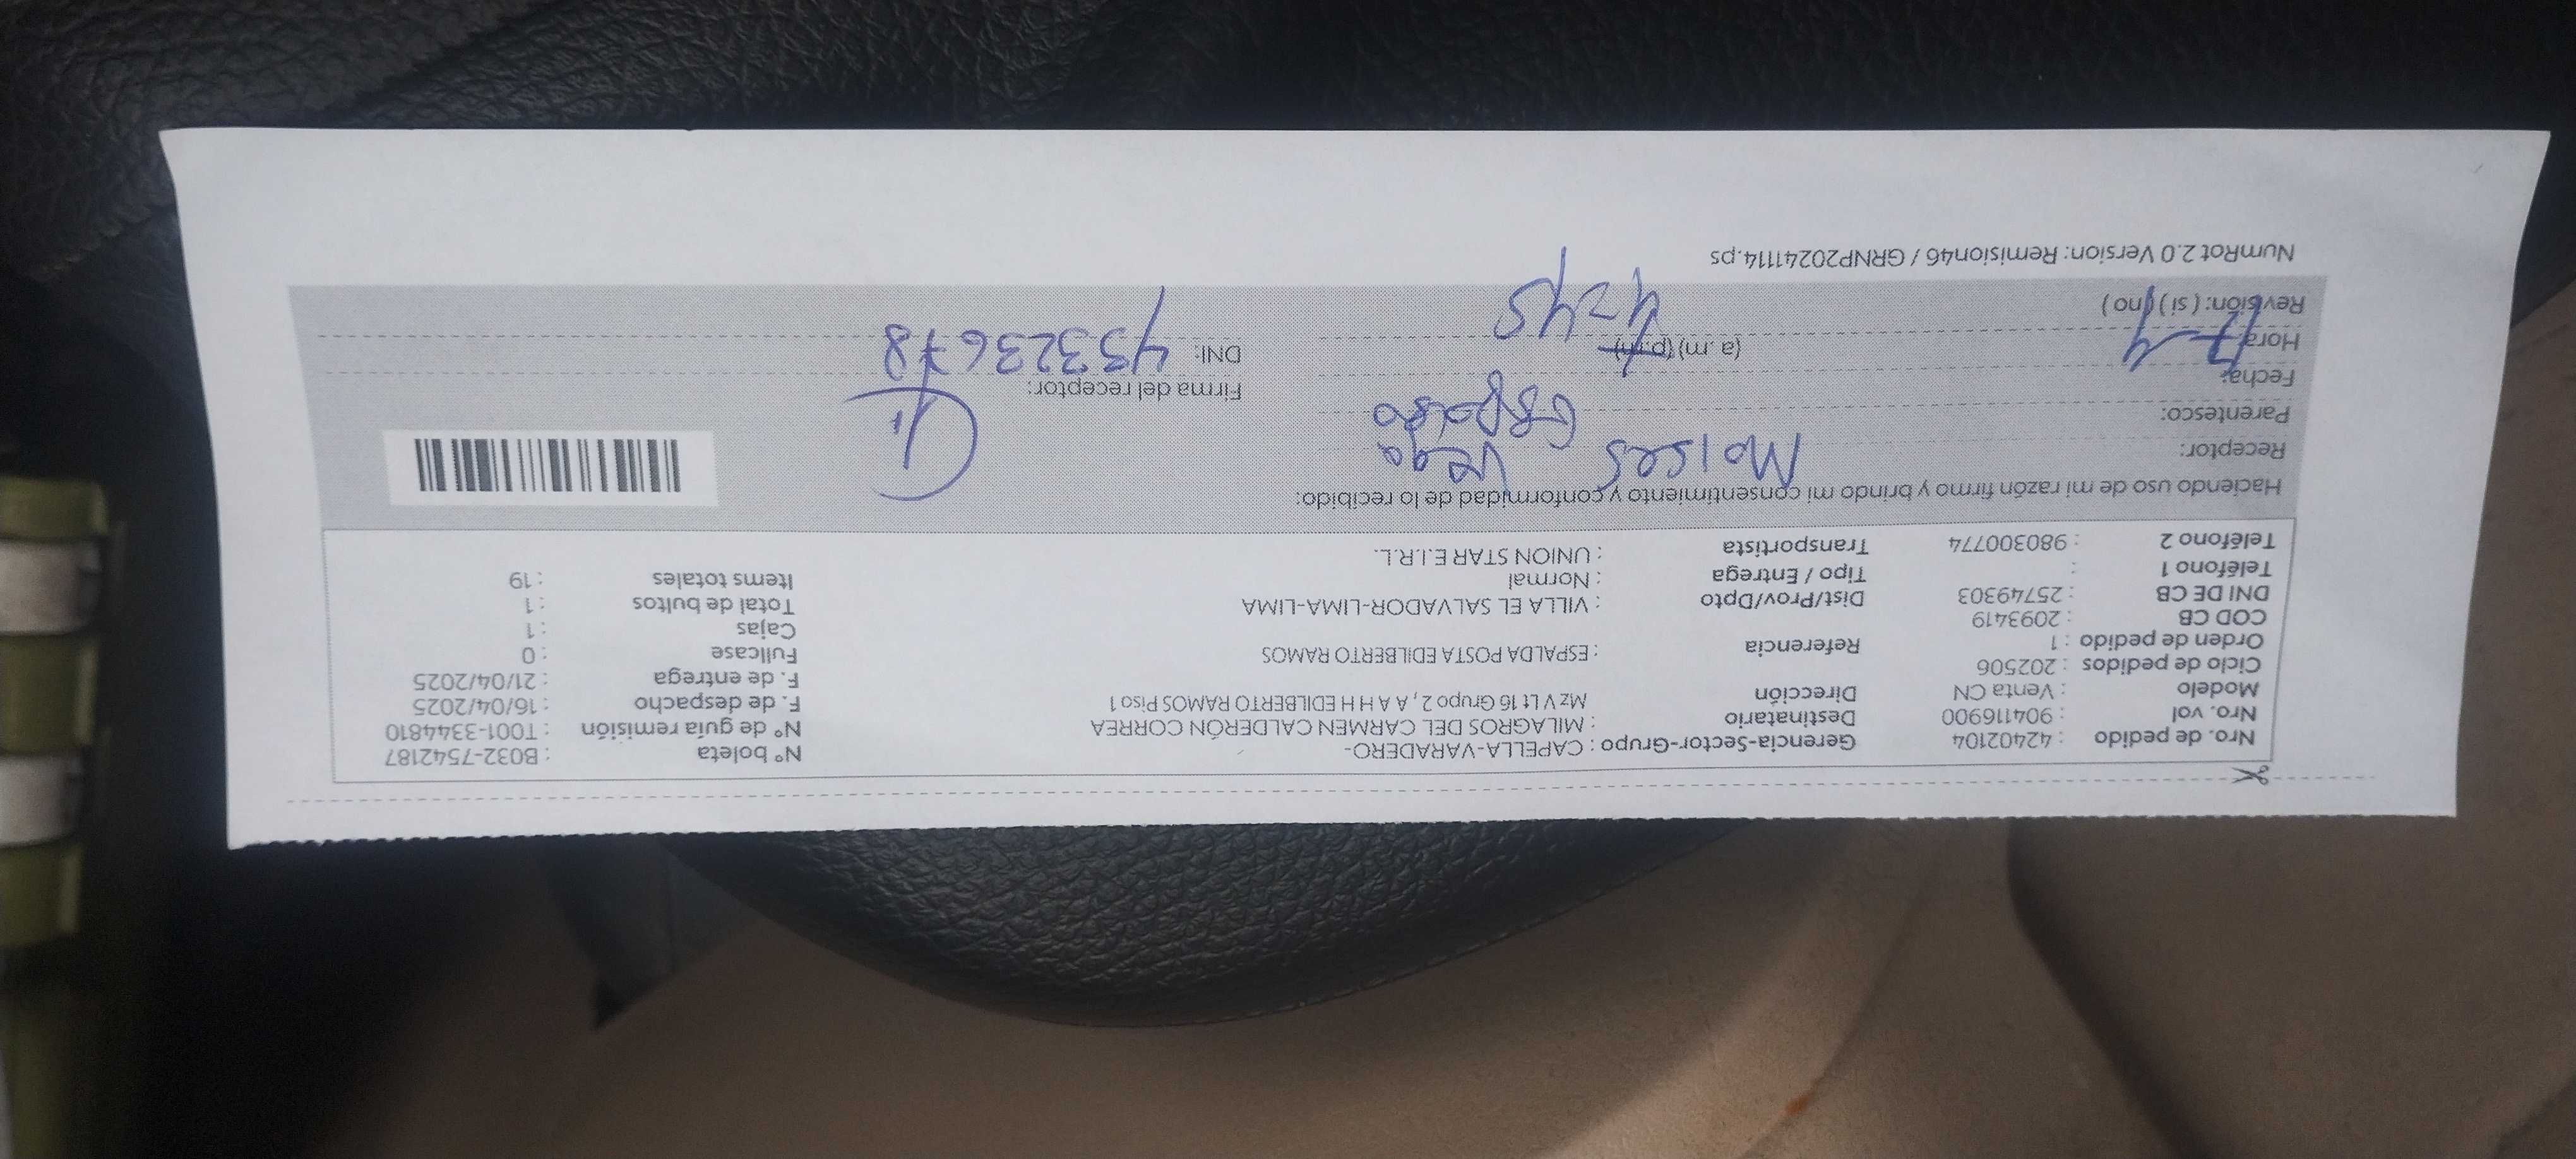 Nro. de pedido : 42402104 Gerencia-Sector-Grupo : CAPELLA-VARADERO- N° boleta : B032-7542187
Nro. vol : 904116900 Destinatario : MILAGROS DEL CARMEN CALDERÓN CORREA N° de guía remisión : T001-3344810
Modelo : Venta CN Dirección Mz V Lt 16 Grupo 2 , A A H H EDILBERTO RAMOS Piso 1 F. de despacho : 16/04/2025
Ciclo de pedidos : 202506 F. de entrega : 21/04/2025
Orden de pedido : 1 Referencia : ESPALDA POSTA EDILBERTO RAMOS Fullcase : 0
COD CB : 2093419 Cajas : 1
DNI DE CB : 25749303 Dist/Prov/Dpto : VILLA EL SALVADOR-LIMA-LIMA Total de bultos : 1
Teléfono 1 : Tipo / Entrega : Normal Items totales : 19
Teléfono 2 : 980300774 Transportista : UNION STAR E.I.R.L.
Haciendo uso de mi razón firmo y brindo mi consentimiento y conformidad de lo recibido:
Receptor: Moises Vega
Parentesco: Esposo
Fecha: 17-4 Firma del receptor:
Hora: (a.m) (p.m) 4=45 DNI: 43323678
Revisión: ( si ) (no )
NumRot 2.0 Version: Remision46 / GRNP20241114.ps